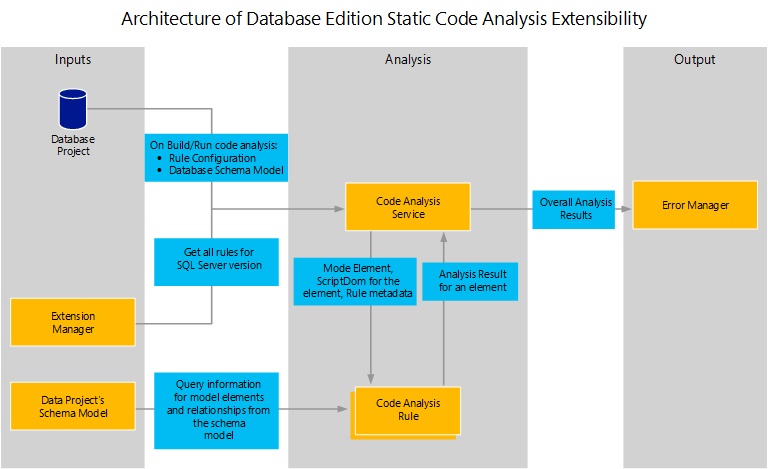 Architecture of Database Edition Static Code Analysis Extensibility
Inputs
Analysis
Output
Database
Project
On Build/Run code analysis:
• Rule Configuration
• Database Schema Model
Code Analysis
Service
Overall Analysis
Results
Error Manager
Get all rules for
SQL Server version
Mode Element,
ScriptDom for the
element, Rule metadata
Analysis Result
for an element
Extension
Manager
Data Project's
Schema Model
Query information
for model elements
and relationships from
the schema
model
Code Analysis
Rule